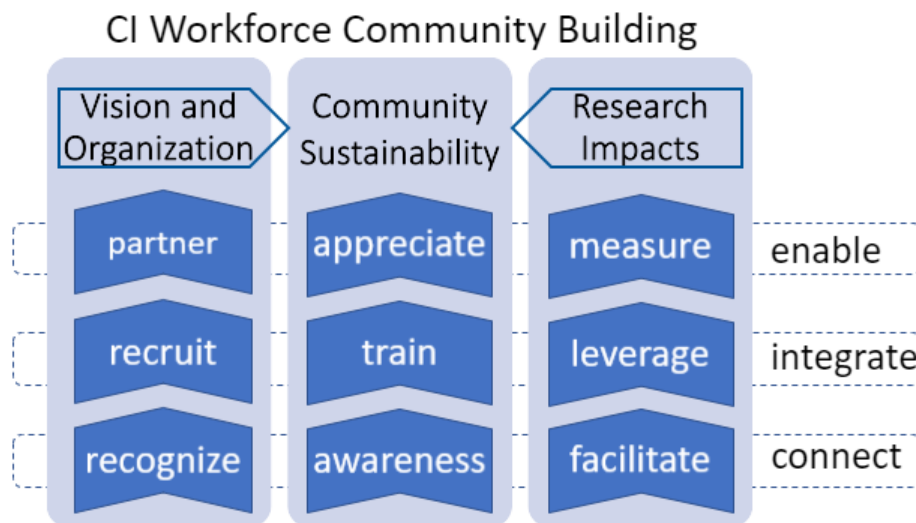 CI Workforce Community Building
Vision and
Organization
Community
Sustainability
Research
Impacts
partner
appreciate
measure
enable
recruit
train
leverage
integrate
recognize
awareness
facilitate
connect